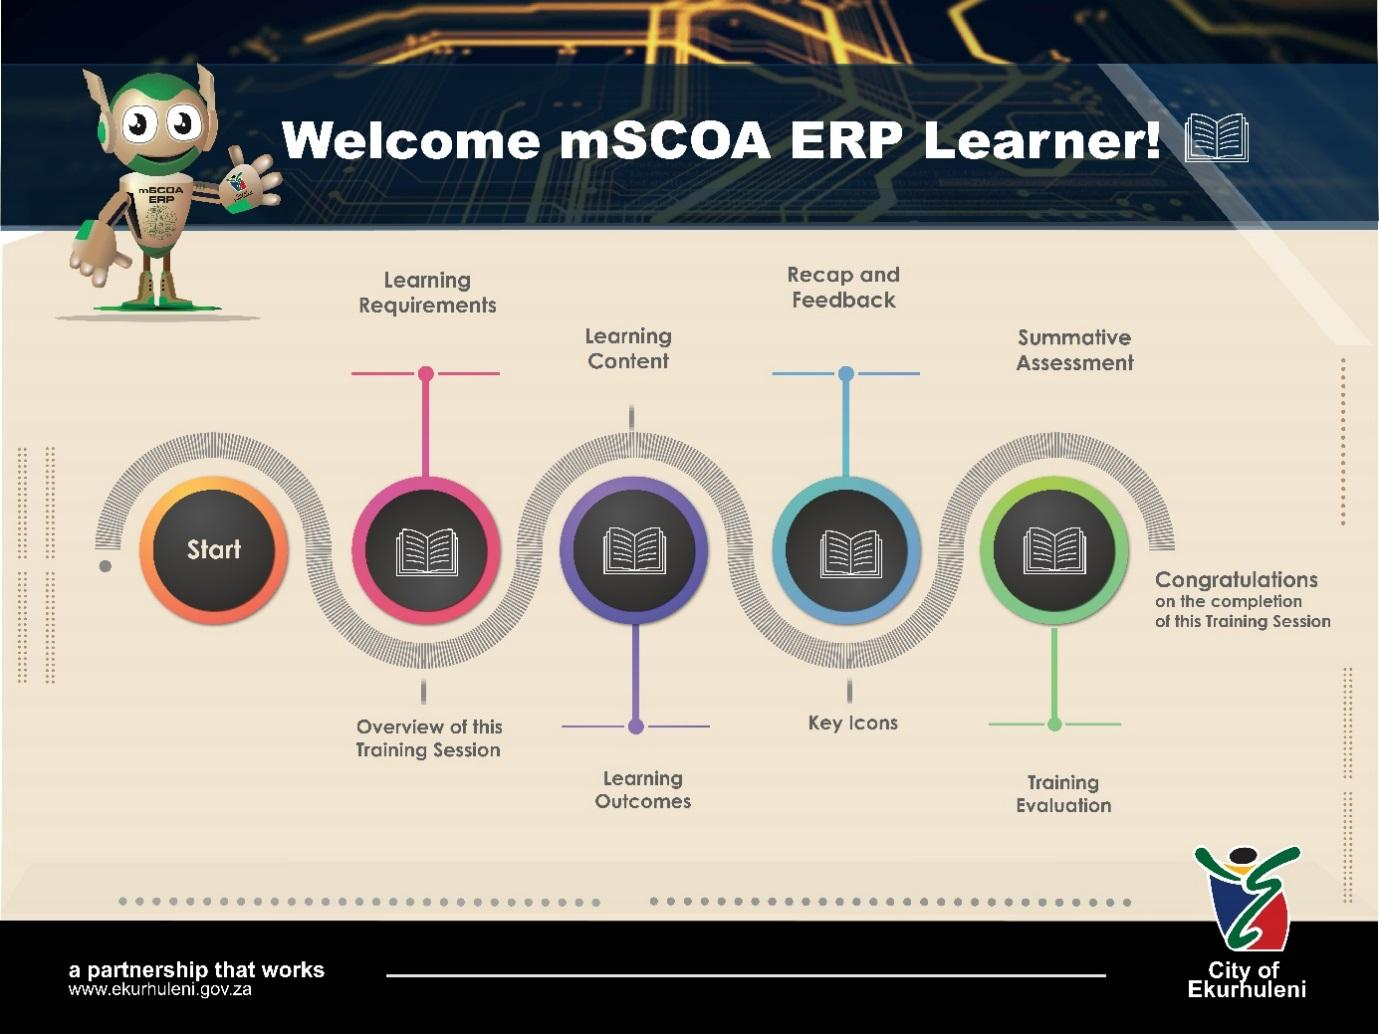 Welcome mSCOA ERP Learner!
mSCOA
ERP
Learning
Requirements
Recap and
Feedback
Learning
Content
Summative
Assessment
Start
Congratulations
on the completion
of this Training Session
Overview of this
Training Session
Key Icons
Learning
Outcomes
Training
Evaluation
a partnership that works
www.ekurhuleni.gov.za
City of
Ekurhuleni